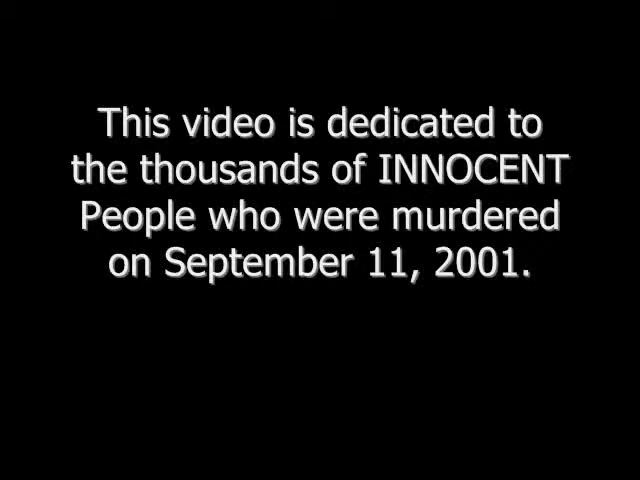 This video is dedicated to
the thousands of INNOCENT
People who were murdered
on September 11, 2001.